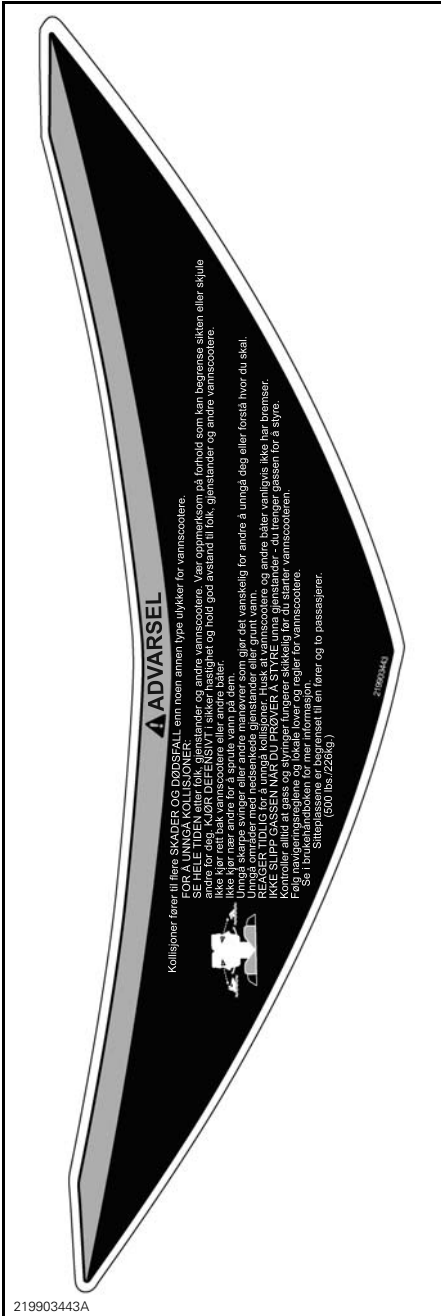 ⚠ADVARSEL
Kollisjoner fører til flere SKADER OG DØDSFALL enn noen annen type ulykker for vannscootere.
FOR Å UNNGÅ KOLLISJONER:
SE HELE TIDEN etter folk, gjenstander og andre vannscootere. Vær oppmerksom på forhold som kan begrense sikten eller skjule
andre for deg. KJØR DEFENSIVT i sikker hastighet og hold god avstand til folk, gjenstander og andre vannscootere.
Ikke kjør rett bak vannscootere eller andre båter.
Ikke kjør nær andre for å sprute vann på dem.
Unngå skarpe svinger eller andre manøvrer som gjør det vanskelig for andre å unngå deg eller forstå hvor du skal.
Unngå områder med nedsenkede gjenstander eller grunt vann.
REAGER TIDLIG for å unngå kollisjoner. Husk at vannscootere og andre båter vanligvis ikke har bremser.
IKKE SLIPP GASSEN NÅR DU PRØVER Å STYRE unna gjenstander - du trenger gassen for å styre.
Kontroller alltid at gass og styringer fungerer skikkelig før du starter vannscooteren.
Følg navigeringsreglene og lokale lover og regler for vannscootere.
Se i brukehåndboken for mer informasjon.
Sitteplassene er begrenset til en fører og to passasjerer.
(500 lbs./226kg.)
219903443
219903443A